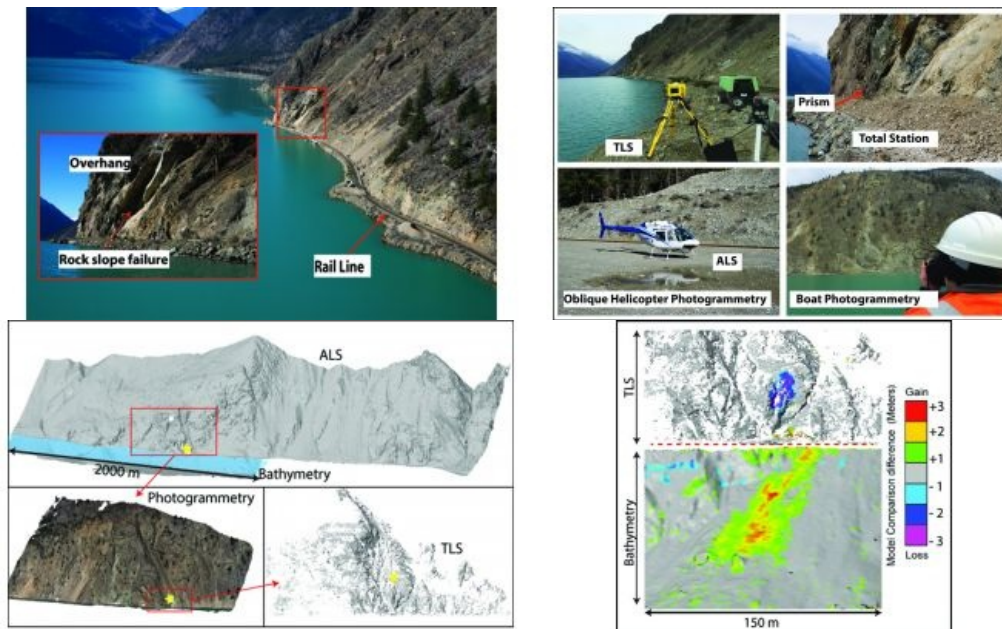 Overhang
Rock slope failure
Rail Line
TLS
Prism
Total Station
ALS
Oblique Helicopter Photogrammetry
Boat Photogrammetry
ALS
2000 m
Bathymetry
Photogrammetry
TLS
TLS
Bathymetry
150 m
Gain
+3
+2
+1
- 1
- 2
- 3
Loss
Model Comparison difference (Meters)